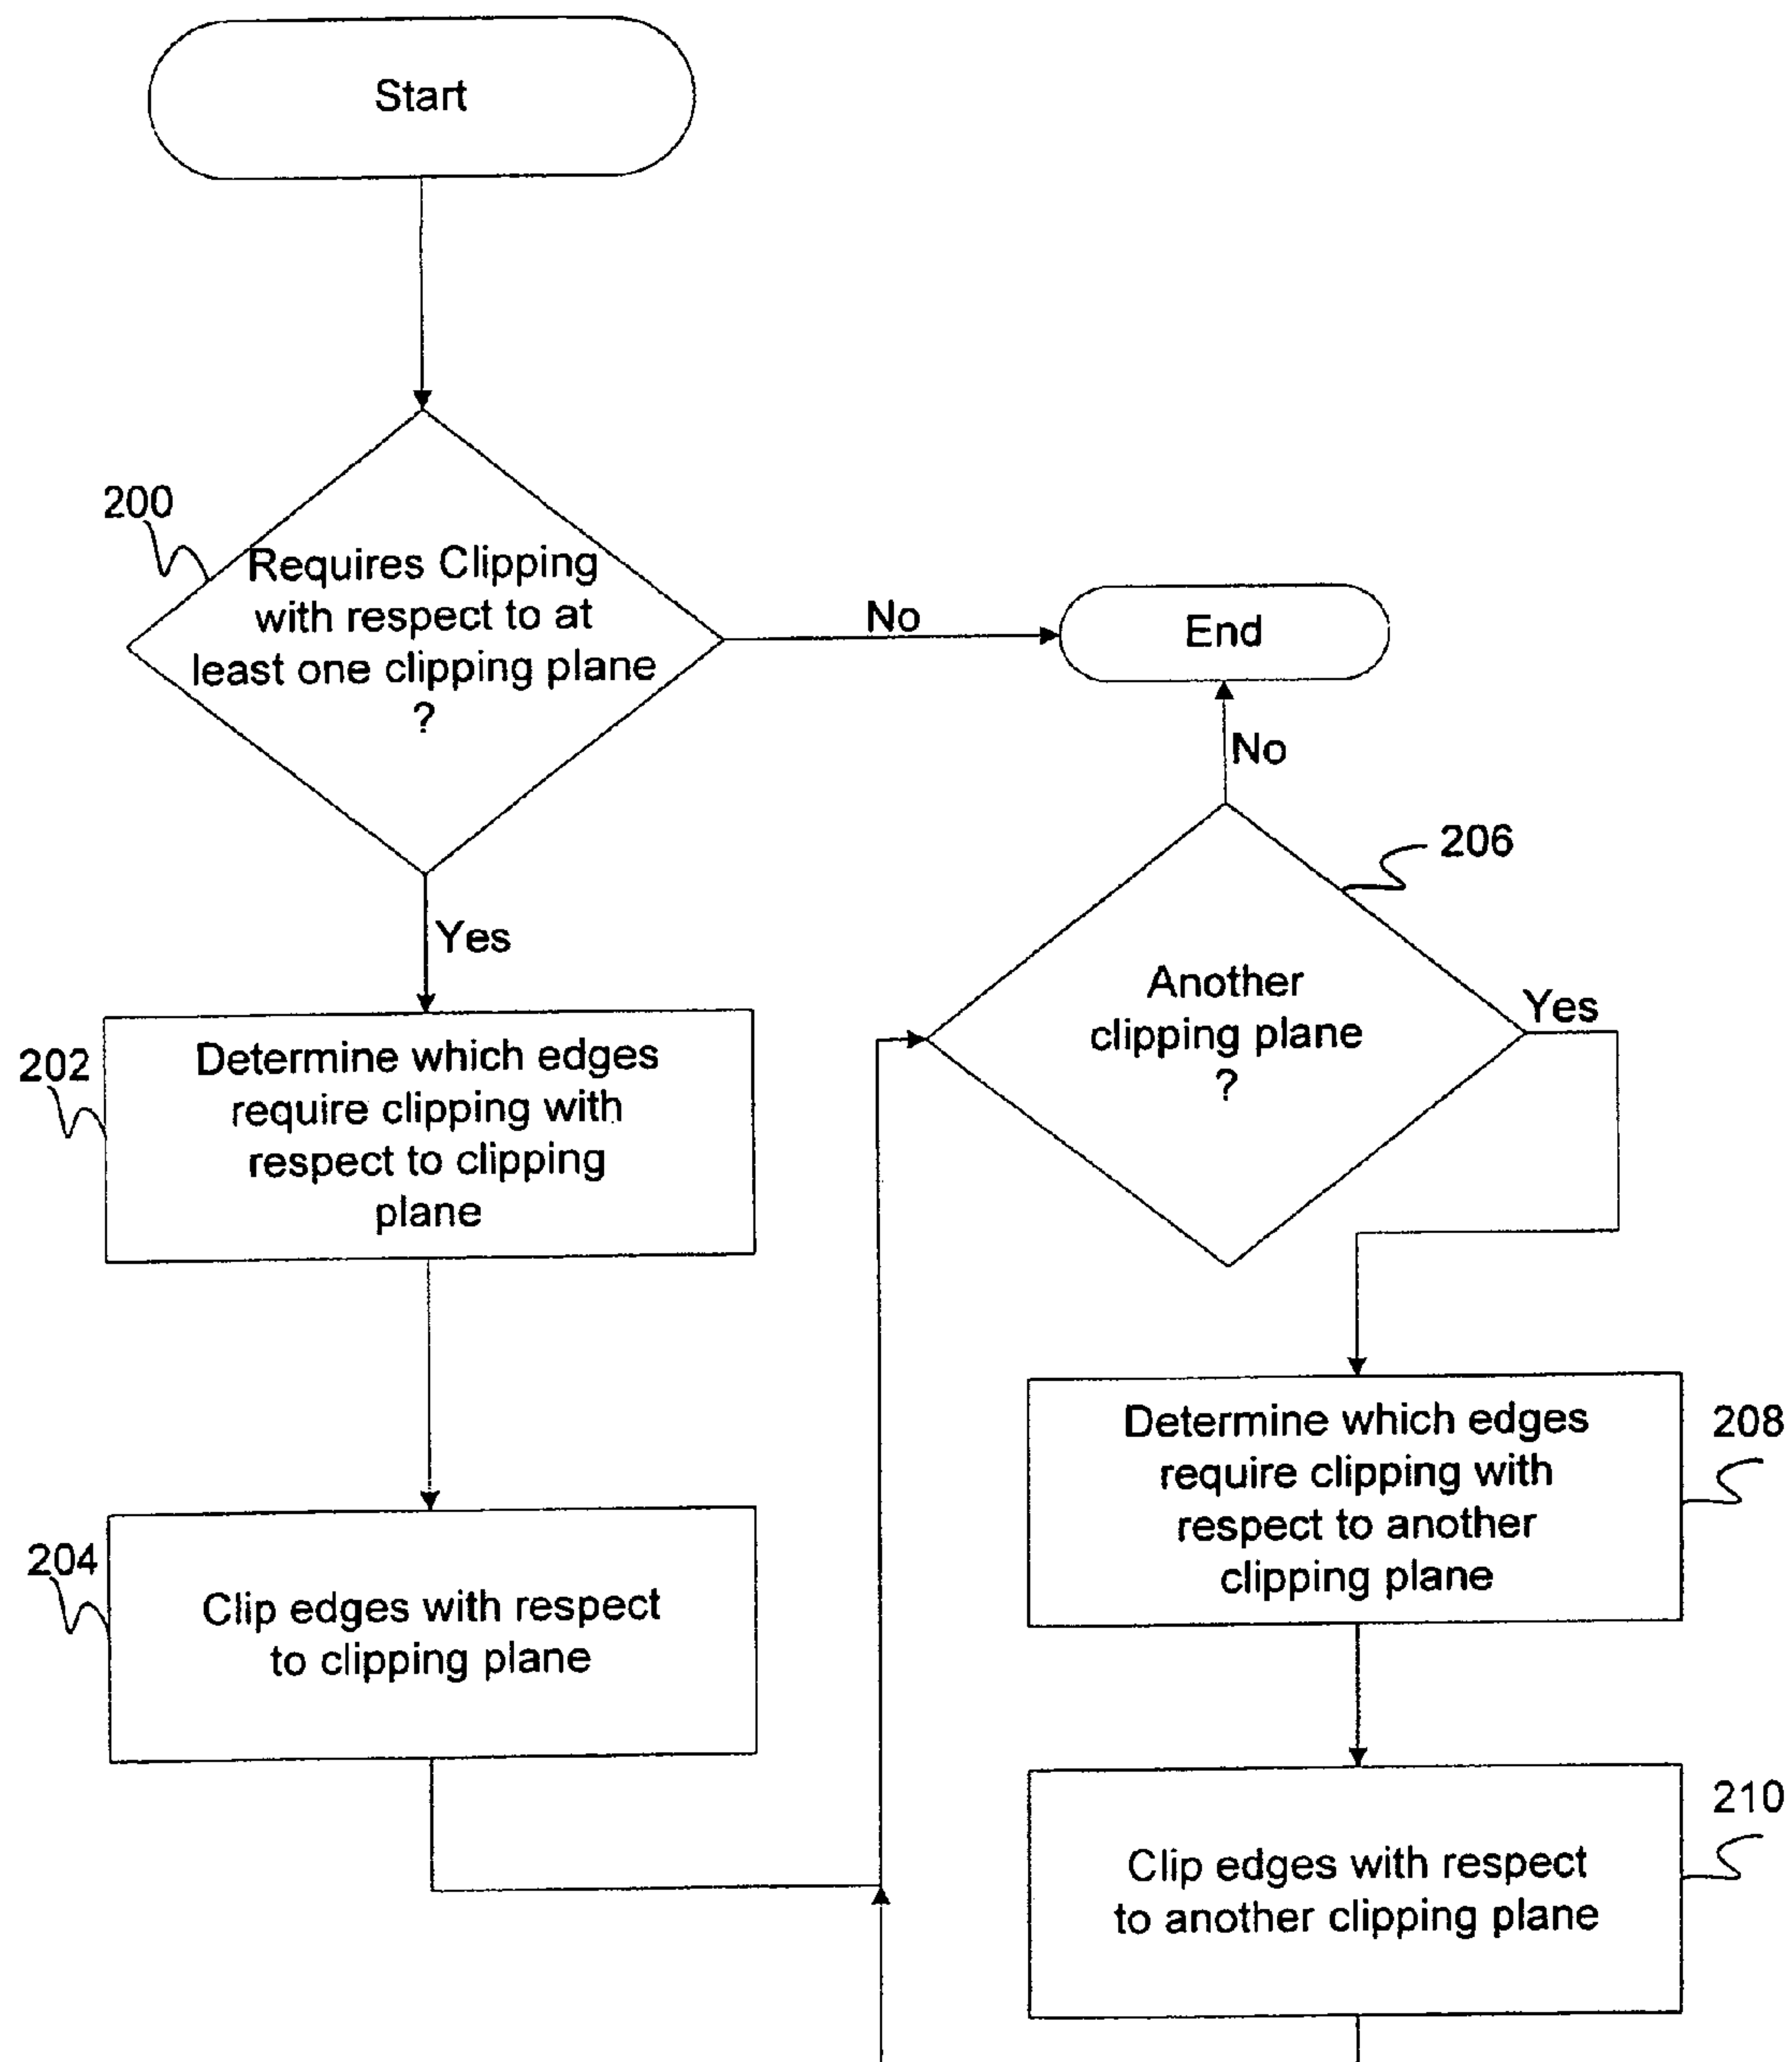 Start
200
Requires Clipping
with respect to at
least one clipping plane
?
No
End
No
Yes
206
Another
clipping plane
?
Yes
202
Determine which edges
require clipping with
respect to clipping
plane
204
Clip edges with respect
to clipping plane
208
Determine which edges
require clipping with
respect to another
clipping plane
210
Clip edges with respect
to another clipping plane